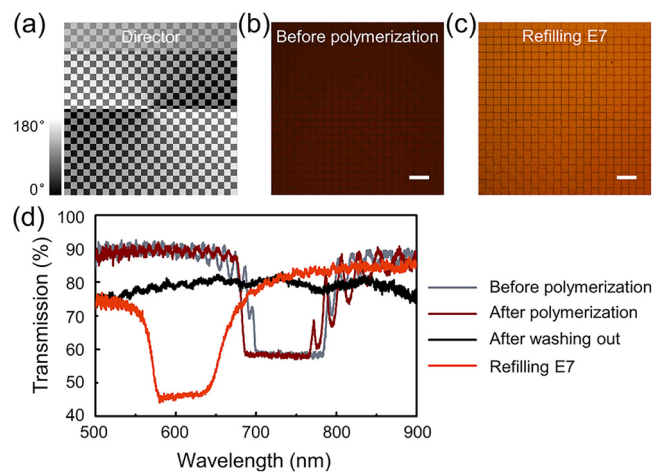 (a)
Director
180°
0°
(b)
Before polymerization
(c)
Refilling E7
(d)
Transmission (%)
100
90
80
70
60
50
40
500
600
700
800
900
Wavelength (nm)
Before polymerization
After polymerization
After washing out
Refilling E7